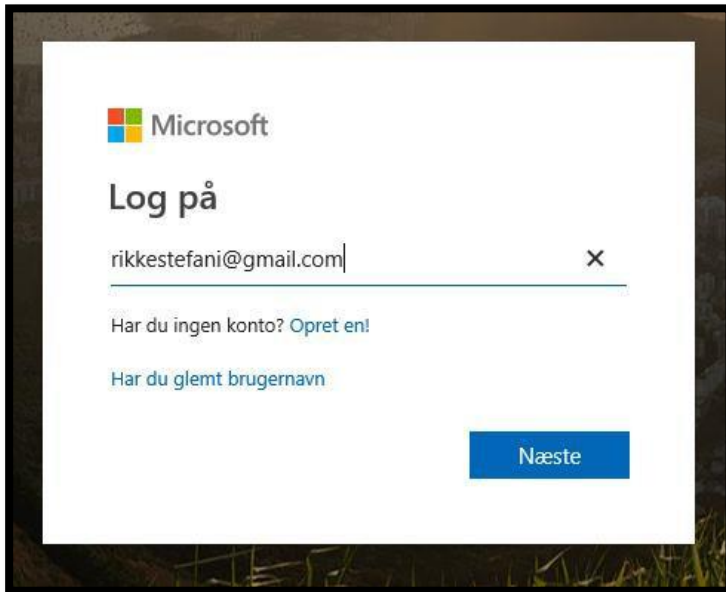 Microsoft
Log på
rikkestefani@gmail.com
Har du ingen konto? Opret en!
Har du glemt brugernavn
Næste